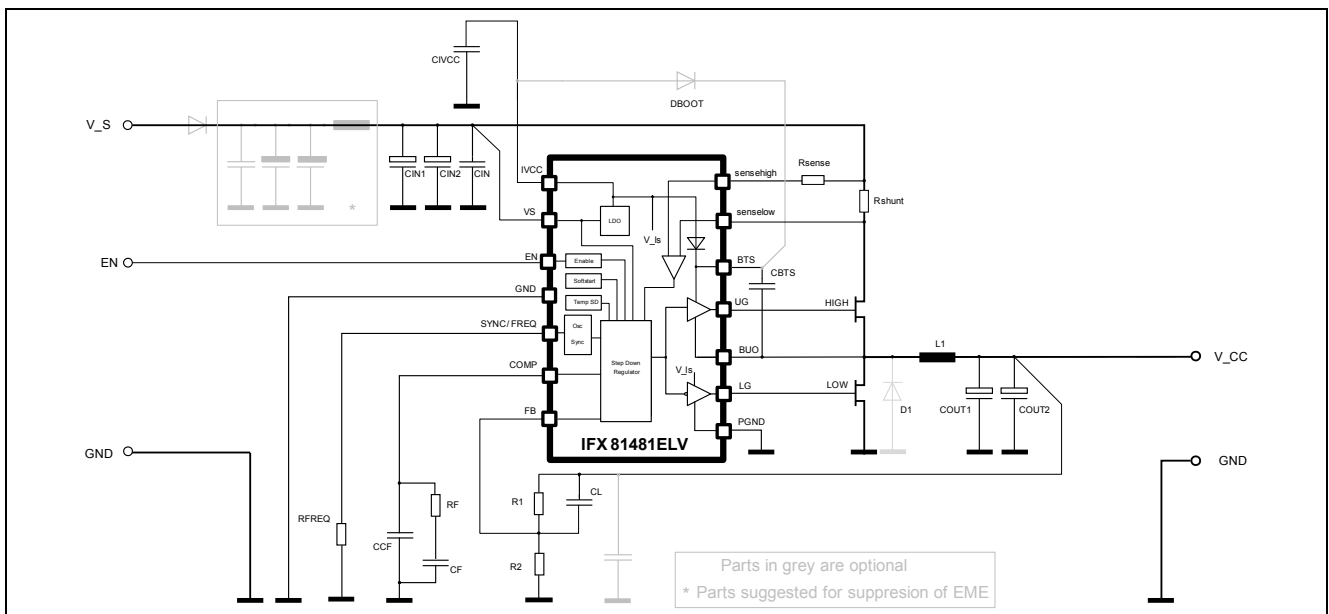 CIVCC
DBOOT
V_S
*
CIN1
CIN2
CIN
IVCC
sensehigh
Rsense
Rshunt
VS
LDO
V_Is
senselow
EN
EN
Enable
BTS
CBTS
GND
Softstart
Temp SD
UG
HIGH
SYNC/ FREQ
Osc
Sync
L1
COMP
Step Down
Regulator
BUO
V_CC
V_Is
LG
LOW
D1
COUT1
COUT2
FB
PGND
IFX 81481ELV
GND
GND
RFREQ
CCF
RF
CF
R1
CL
R2
Parts in grey are optional
* Parts suggested for suppresion of EME